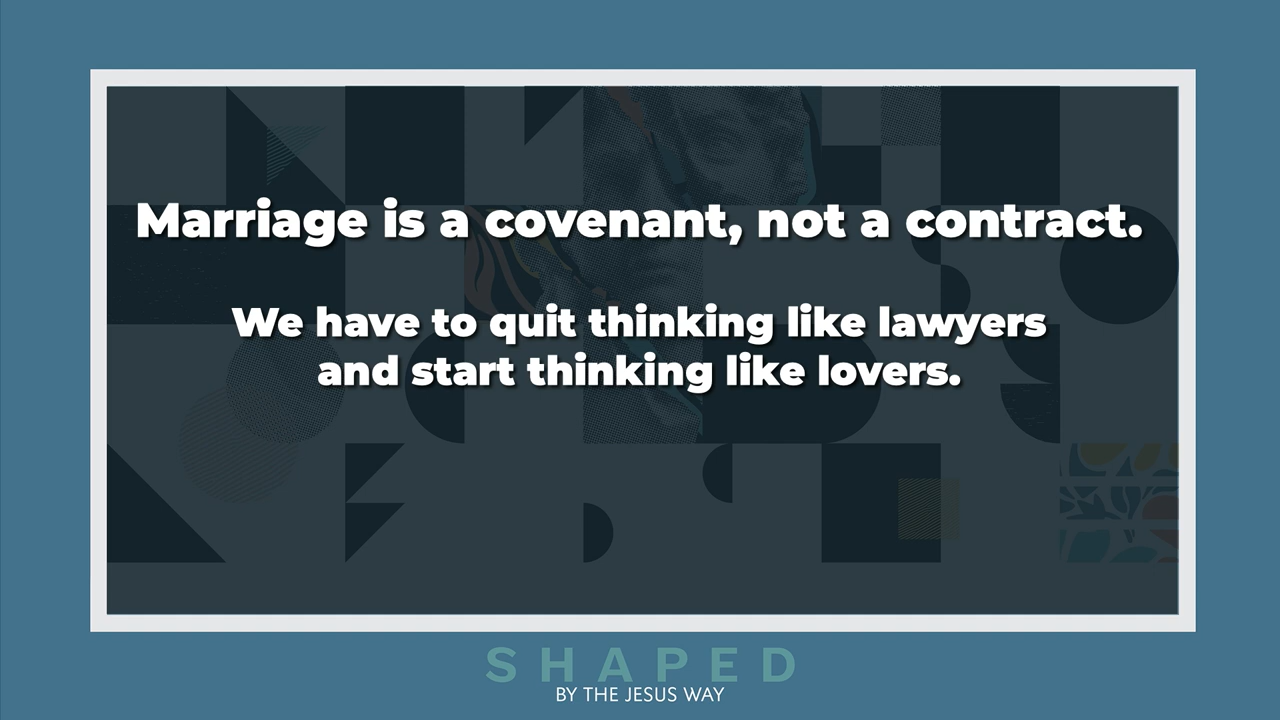 Marriage is a covenant, not a contract.
We have to quit thinking like lawyers
and start thinking like lovers.
SHAPED
BY THE JESUS WAY